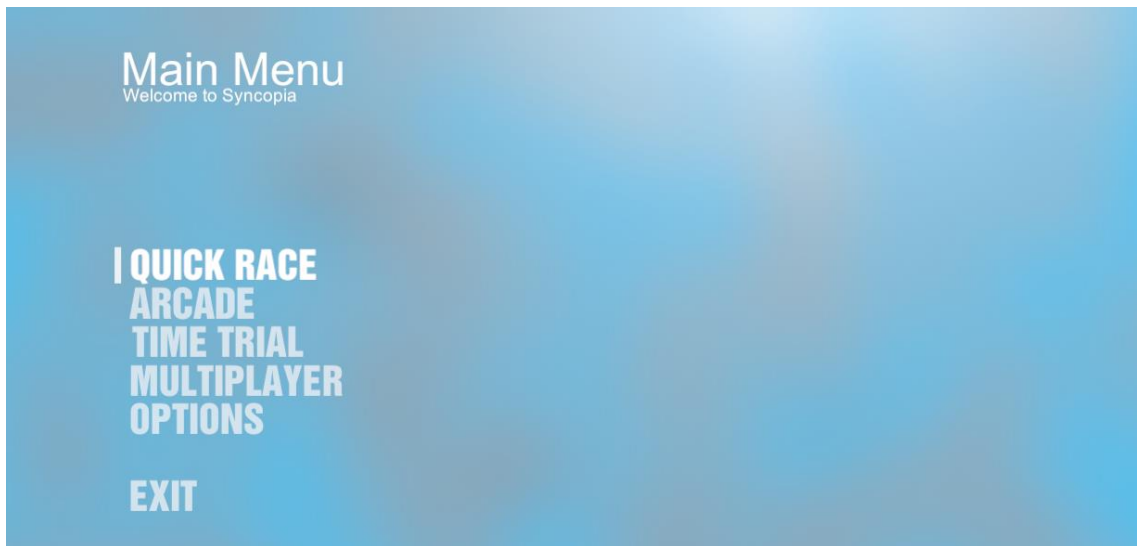 Main Menu
Welcome to Syncopia
QUICK RACE
ARCADE
TIME TRIAL
MULTIPLAYER
OPTIONS
EXIT